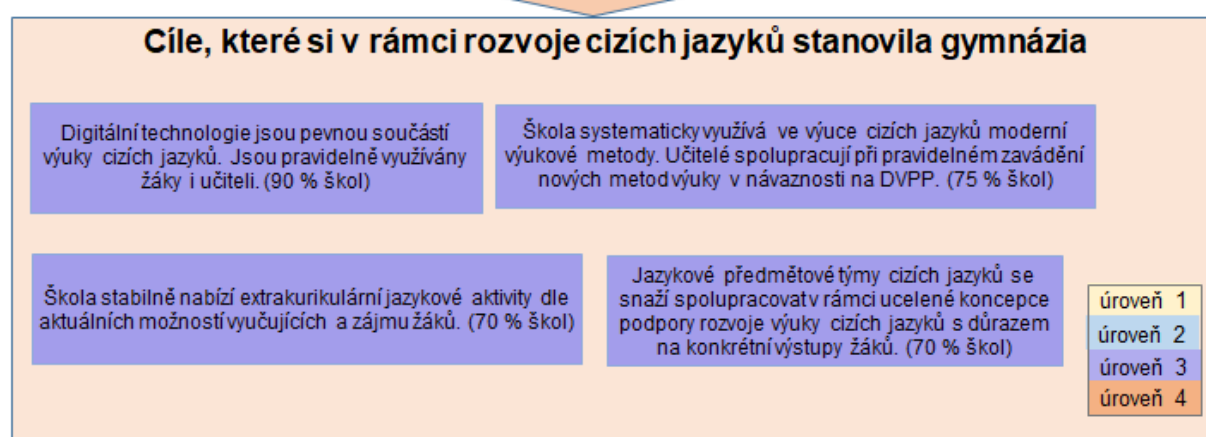 Cíle, které si v rámci rozvoje cizích jazyků stanovila gymnázia
Digitální technologie jsou pevnou součástí
výuky cizích jazyků. Jsou pravidelně využívány
žáky i učiteli. (90 % škol)
Škola systematicky využívá ve výuce cizích jazyků moderní
výukové metody. Učitelé spolupracují při pravidelném zavádění
nových metod výuky v návaznosti na DVPP. (75 % škol)
Škola stabilně nabízí extrakurikulární jazykové aktivity dle
aktuálních možností vyučujících a zájmu žáků. (70 % škol)
Jazykové předmětové týmy cizích jazyků se
snaží spolupracovat v rámci ucelené koncepce
podpory rozvoje výuky cizích jazyků s důrazem
na konkrétní výstupy žáků. (70 % škol)
úroveň 1
úroveň 2
úroveň 3
úroveň 4